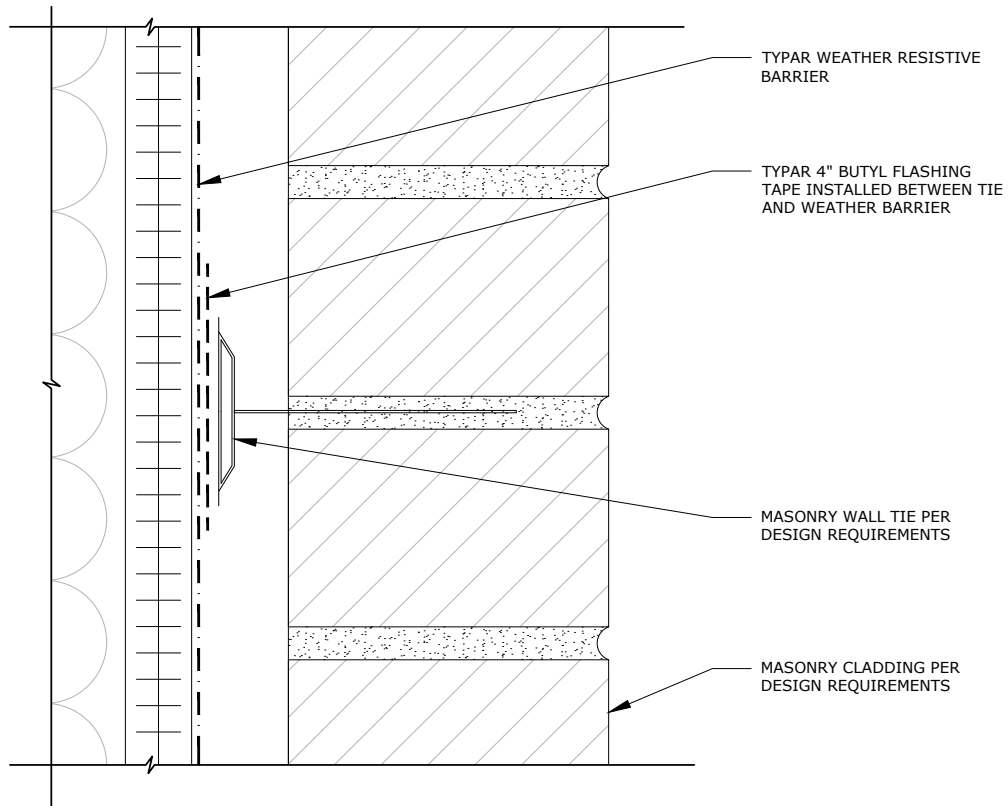 TYPAR WEATHER RESISTIVE
BARRIER
TYPAR 4" BUTYL FLASHING
TAPE INSTALLED BETWEEN TIE
AND WEATHER BARRIER
MASONRY WALL TIE PER
DESIGN REQUIREMENTS
MASONRY CLADDING PER
DESIGN REQUIREMENTS